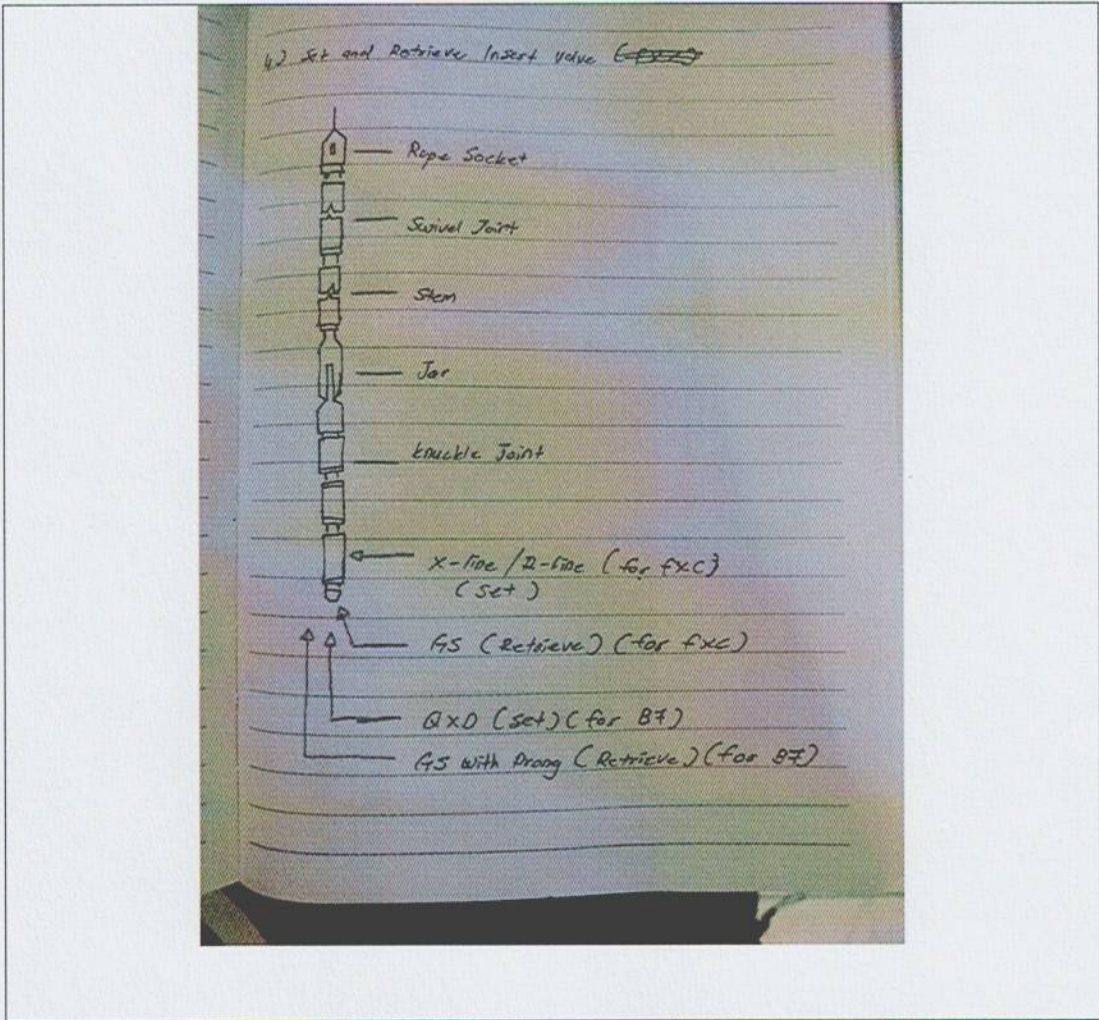 4) Set and Retrieve Insert Valve
Rope Socket
Swivel Joint
Stem
Jar
Knuckle Joint
X-line / Z-line (for FXC)
(Set)
GS (Retrieve) (for FXC)
QXD (Set) (for B7)
GS with Prong (Retrieve) (for B7)